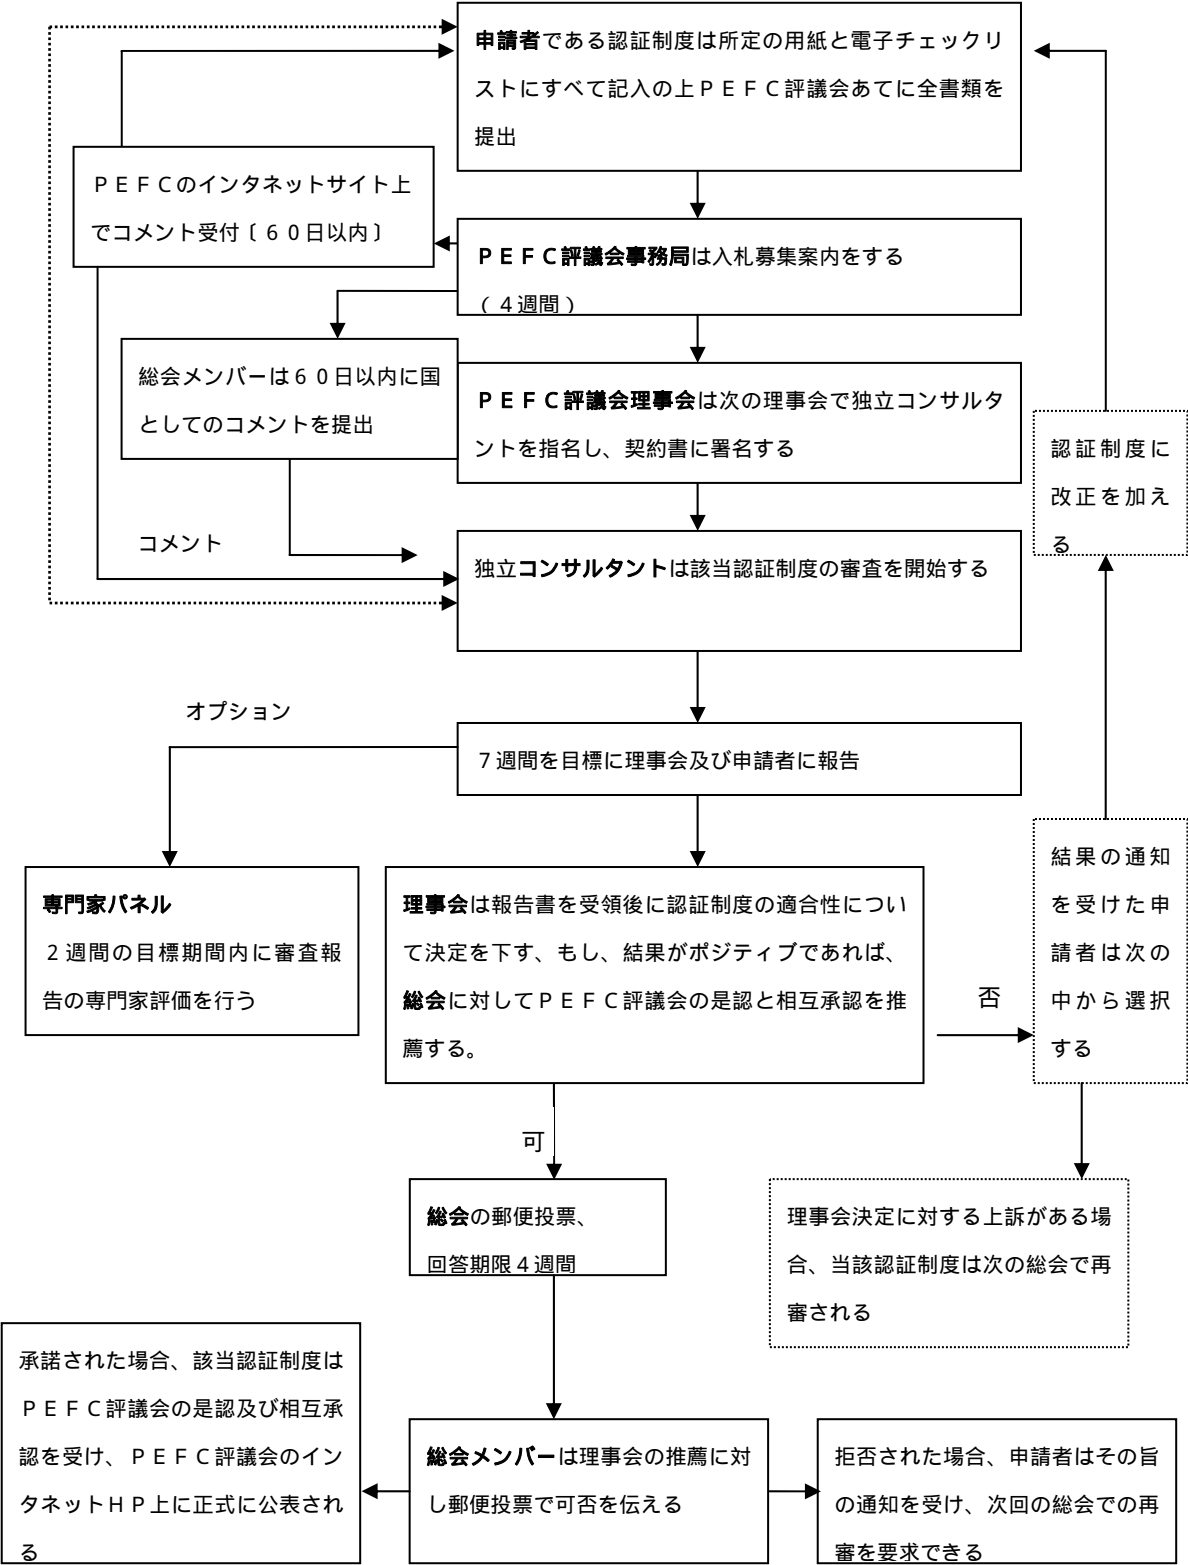 申請者である認証制度は所定の用紙と電子チェックリ
ストにすべて記入の上ＰＥＦＣ評議会あてに全書類を
提出
ＰＥＦＣのインタネットサイト上
でコメント受付〔６０日以内〕
ＰＥＦＣ評議会事務局は入札募集案内をする
（４週間）
総会メンバーは６０日以内に国
としてのコメントを提出
ＰＥＦＣ評議会理事会は次の理事会で独立コンサルタ
ントを指名し、契約書に署名する
認証制度に
改正を加え
る
コメント
独立コンサルタントは該当認証制度の審査を開始する
オプション
７週間を目標に理事会及び申請者に報告
専門家パネル
２週間の目標期間内に審査報
告の専門家評価を行う
理事会は報告書を受領後に認証制度の適合性につい
て決定を下す、もし、結果がポジティブであれば、
総会に対してＰＥＦＣ評議会の是認と相互承認を推
薦する。
否
結果の通知
を受けた申
請者は次の
中から選択
する
可
総会の郵便投票、
回答期限４週間
理事会決定に対する上訴がある場
合、当該認証制度は次の総会で再
審される
承諾された場合、該当認証制度は
ＰＥＦＣ評議会の是認及び相互承
認を受け、ＰＥＦＣ評議会のイン
タネットＨＰ上に正式に公表され
る
総会メンバーは理事会の推薦に対
し郵便投票で可否を伝える
拒否された場合、申請者はその旨
の通知を受け、次回の総会での再
審を要求できる